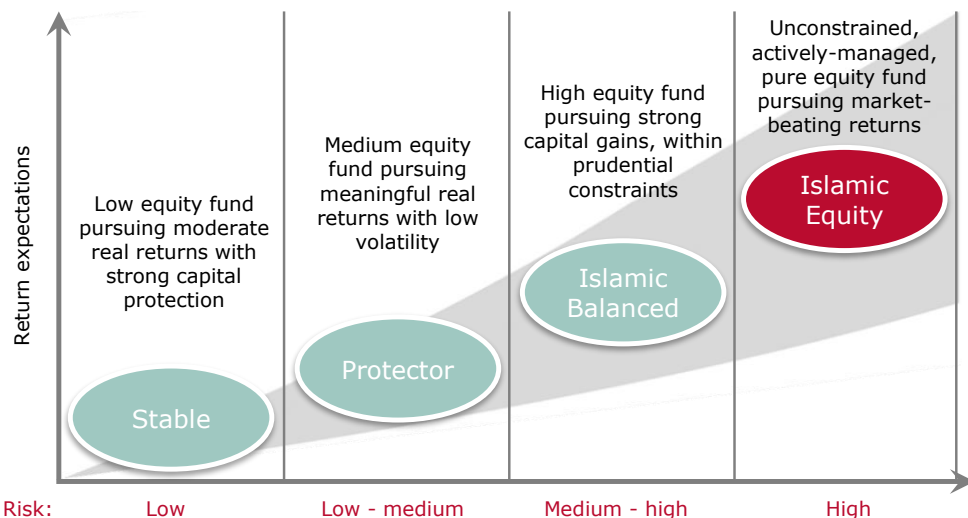 Return expectations
Low equity fund
pursuing moderate
real returns with
strong capital
protection
Stable
Medium equity
fund pursuing
meaningful real
returns with low
volatility
Protector
High equity fund
pursuing strong
capital gains, within
prudential
constraints
Islamic
Balanced
Unconstrained,
actively-managed,
pure equity fund
pursuing market-
beating returns
Islamic
Equity
Risk:
Low
Low - medium
Medium - high
High